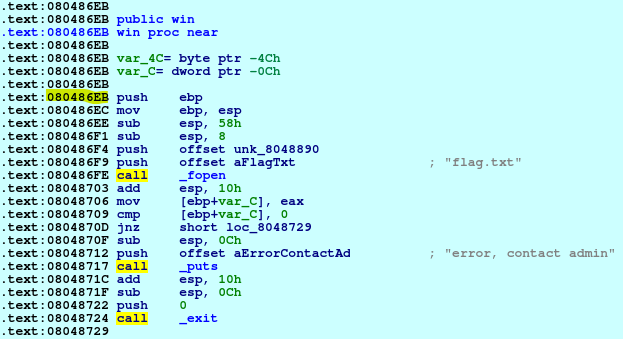 .text:080486EB
.text:080486EB public win
.text:080486EB win proc near
.text:080486EB
.text:080486EB var_4C= byte ptr -4Ch
.text:080486EB var_C= dword ptr -0Ch
.text:080486EB
.text:080486EB push ebp
.text:080486EC mov ebp, esp
.text:080486EE sub esp, 58h
.text:080486F1 sub esp, 8
.text:080486F4 push offset unk_8048890
.text:080486F9 push offset aFlagTxt ; "flag.txt"
.text:080486FE call _fopen
.text:08048703 add esp, 10h
.text:08048706 mov [ebp+var_C], eax
.text:08048709 cmp [ebp+var_C], 0
.text:0804870D jnz short loc_8048729
.text:0804870F sub esp, 0Ch
.text:08048712 push offset aErrorContactAd ; "error, contact admin"
.text:08048717 call _puts
.text:0804871C add esp, 10h
.text:0804871F sub esp, 0Ch
.text:08048722 push 0
.text:08048724 call _exit
.text:08048729